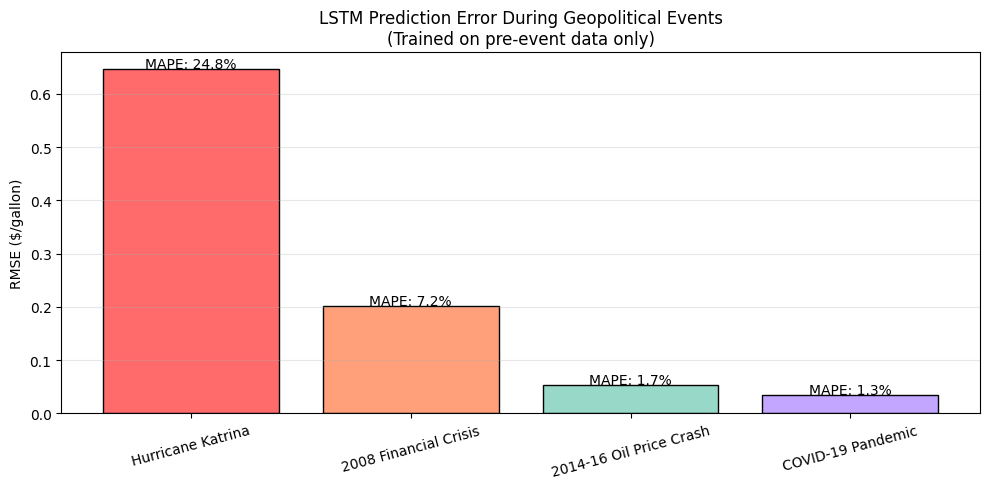 LSTM Prediction Error During Geopolitical Events
(Trained on pre-event data only)
RMSE ($/gallon)
0.6
0.5
0.4
0.3
0.2
0.1
0.0
MAPE: 24.8%
MAPE: 7.2%
MAPE: 1.7%
MAPE: 1.3%
Hurricane Katrina
2008 Financial Crisis
2014-16 Oil Price Crash
COVID-19 Pandemic